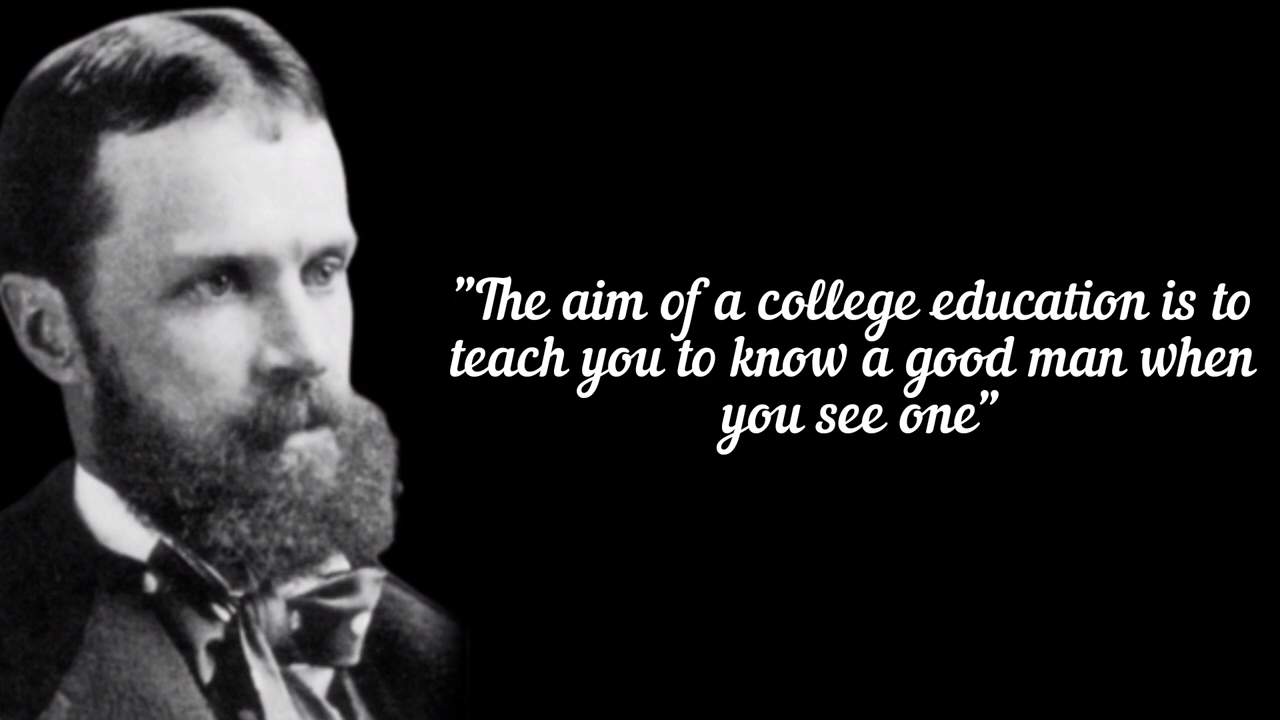 ”The aim of a college education is to
teach you to know a good man when
you see one”